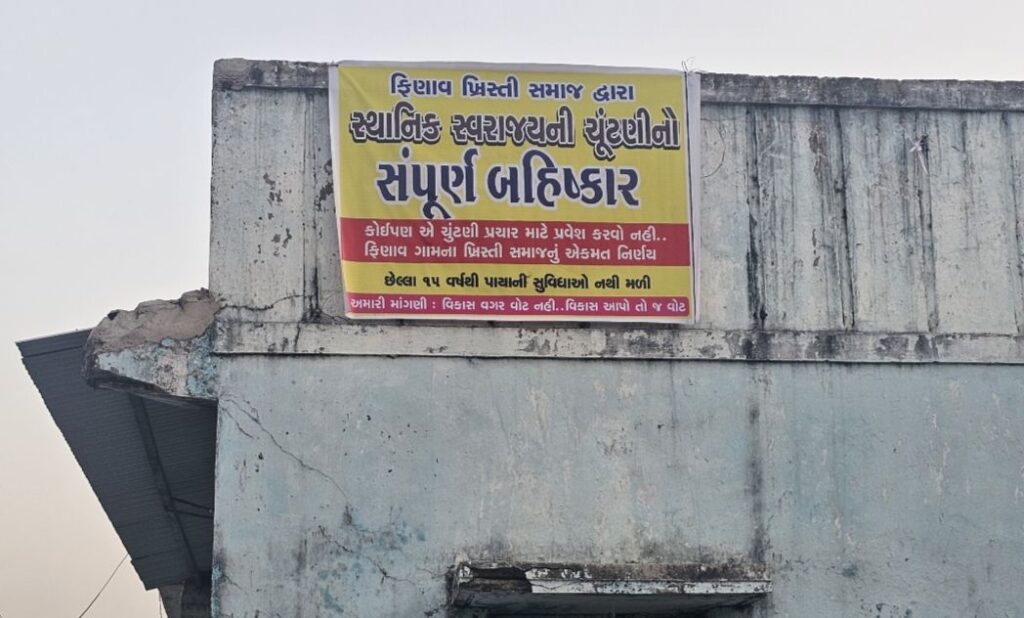 ફિણાવ ખ્રિસ્તી સમાજ દ્વારા
સ્થાનિક સ્વરાજ્યની ચૂંટણીનો
સંપૂર્ણ બહિષ્કાર
કોઈપણ એ ચુંટણી પ્રચાર માટે પ્રવેશ કરવો નહી..
ફિણાવ ગામના ખ્રિસ્તી સમાજનું એકમત નિર્ણય
છેલ્લા ૧૫ વર્ષથી પાયાની સુવિધાઓ નથી મળી
અમારી માંગણી : વિકાસ વગર વોટ નહી..વિકાસ આપો તો જ વોટ